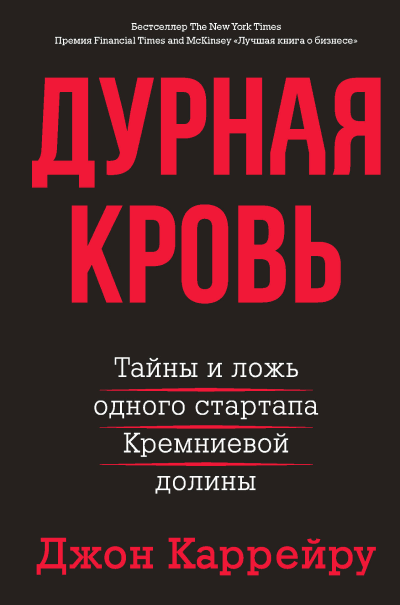 Бестселлер The New York Times
Премия Financial Times and McKinsey «Лучшая книга о бизнесе»
ДУРНАЯ
КРОВЬ
Тайны и ложь
одного стартапа
Кремниевой
долины
Джон Каррейру